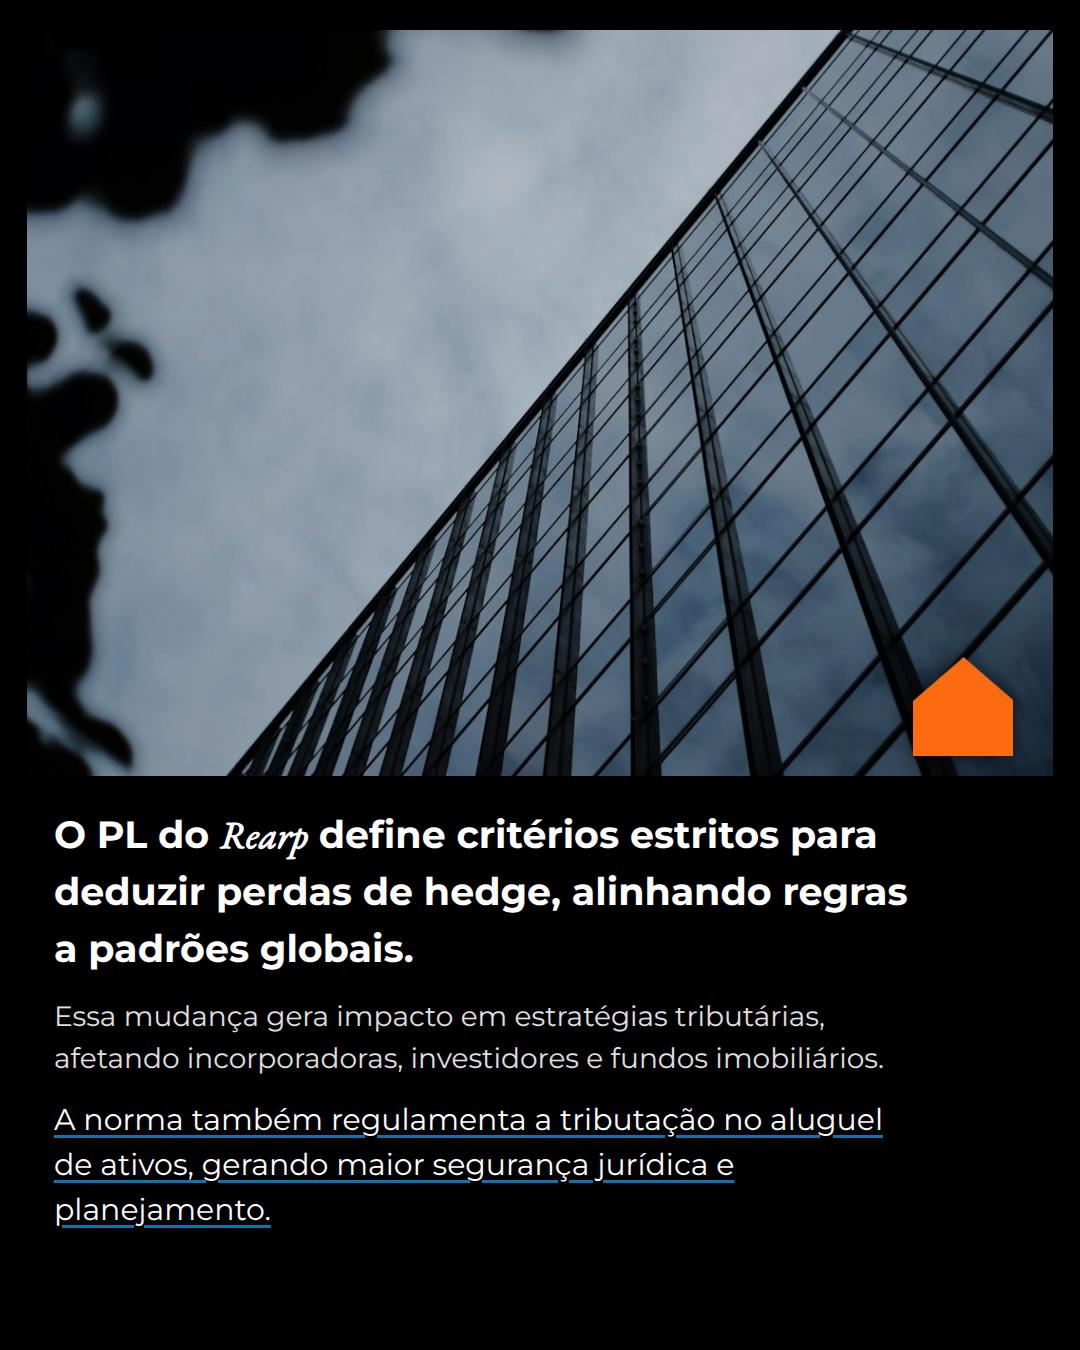 O PL do Rearp define critérios estritos para
deduzir perdas de hedge, alinhando regras
a padrões globais.
Essa mudança gera impacto em estratégias tributárias,
afetando incorporadoras, investidores e fundos imobiliários.
A norma também regulamenta a tributação no aluguel
de ativos, gerando maior segurança jurídica e
planejamento.